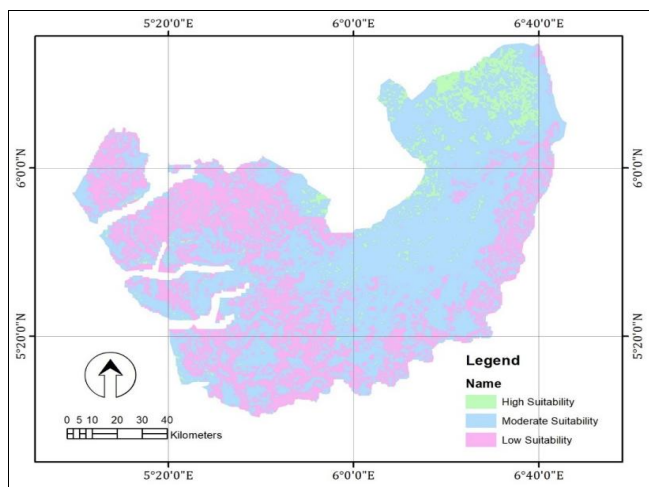 5°20'0"E 6°0'0"E 6°40'0"E
6°0'0"N 6°0'0"N
5°20'0"N 5°20'0"N
Legend
Name
High Suitability
Moderate Suitability
Low Suitability
0 5 10 20 30 40
Kilometers
5°20'0"E 6°0'0"E 6°40'0"E